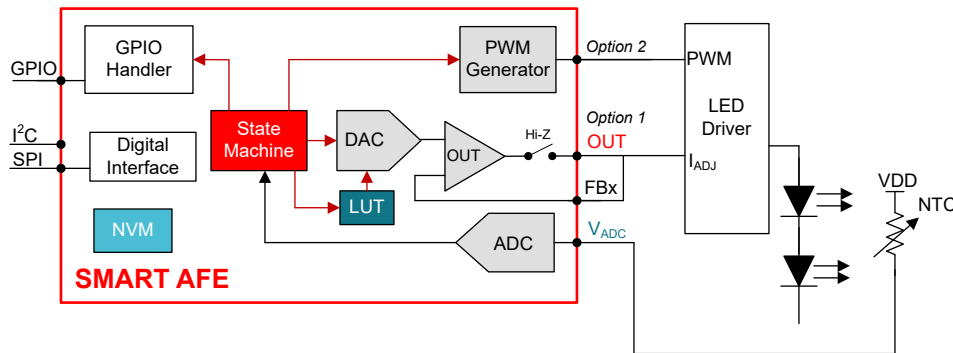 GPIO
Handler
GPIO
I²C
SPI
Digital
Interface
NVM
SMART AFE
State
Machine
DAC
LUT
OUT
ADC
PWM
Generator
Hi-Z
Option 2
Option 1
OUT
FBx
VADC
PWM
LED
Driver
IADJ
VDD
NTC